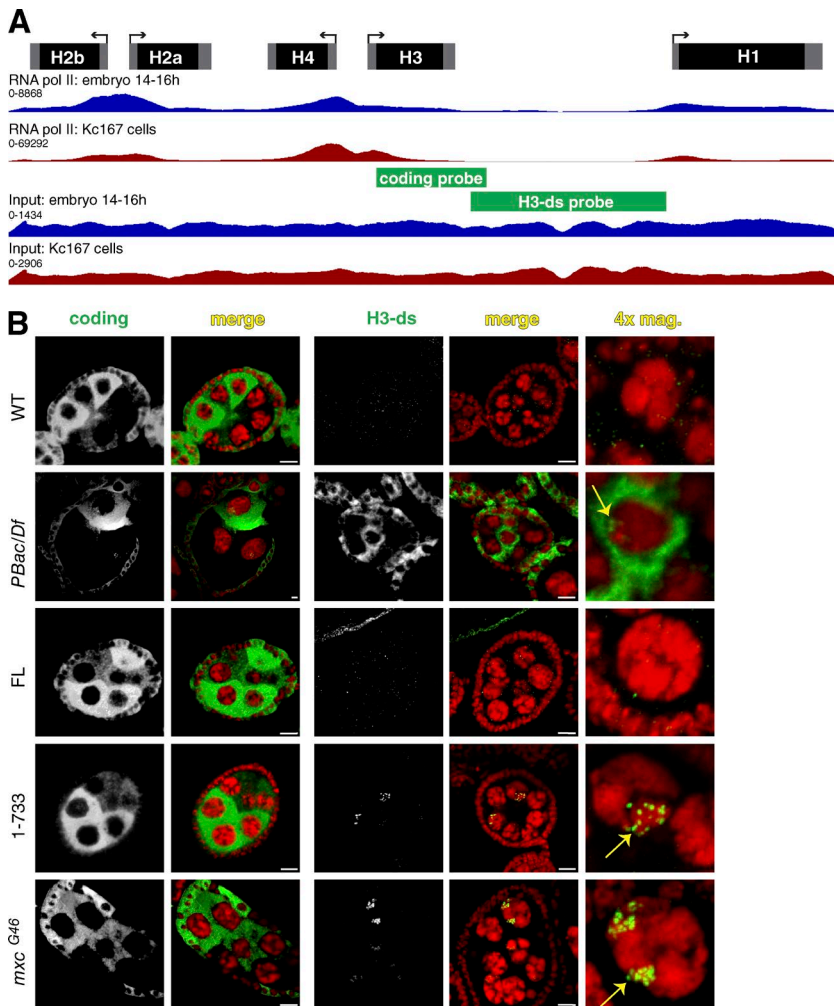 A
H2b H2a H4 H3 H1
RNA pol II: embryo 14-16h
0-8868
RNA pol II: Kc167 cells
0-69292
coding probe
H3-ds probe
Input: embryo 14-16h
0-1434
Input: Kc167 cells
0-2906
B
coding merge H3-ds merge 4x mag.
WT
PBac/Df
FL
1-733
mxc G46